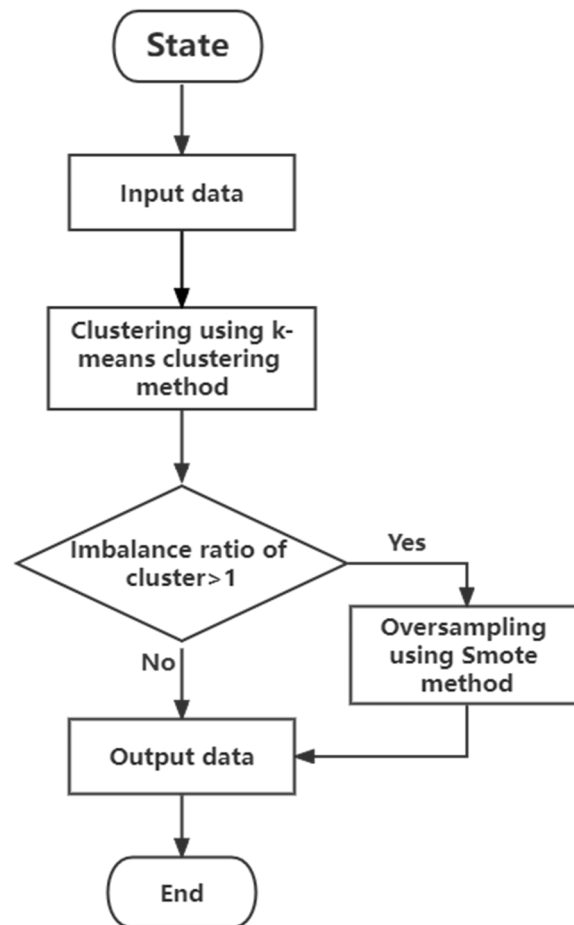 State
Input data
Clustering using k-
means clustering
method
Imbalance ratio of
cluster>1
Yes
Oversampling
using Smote
method
No
Output data
End